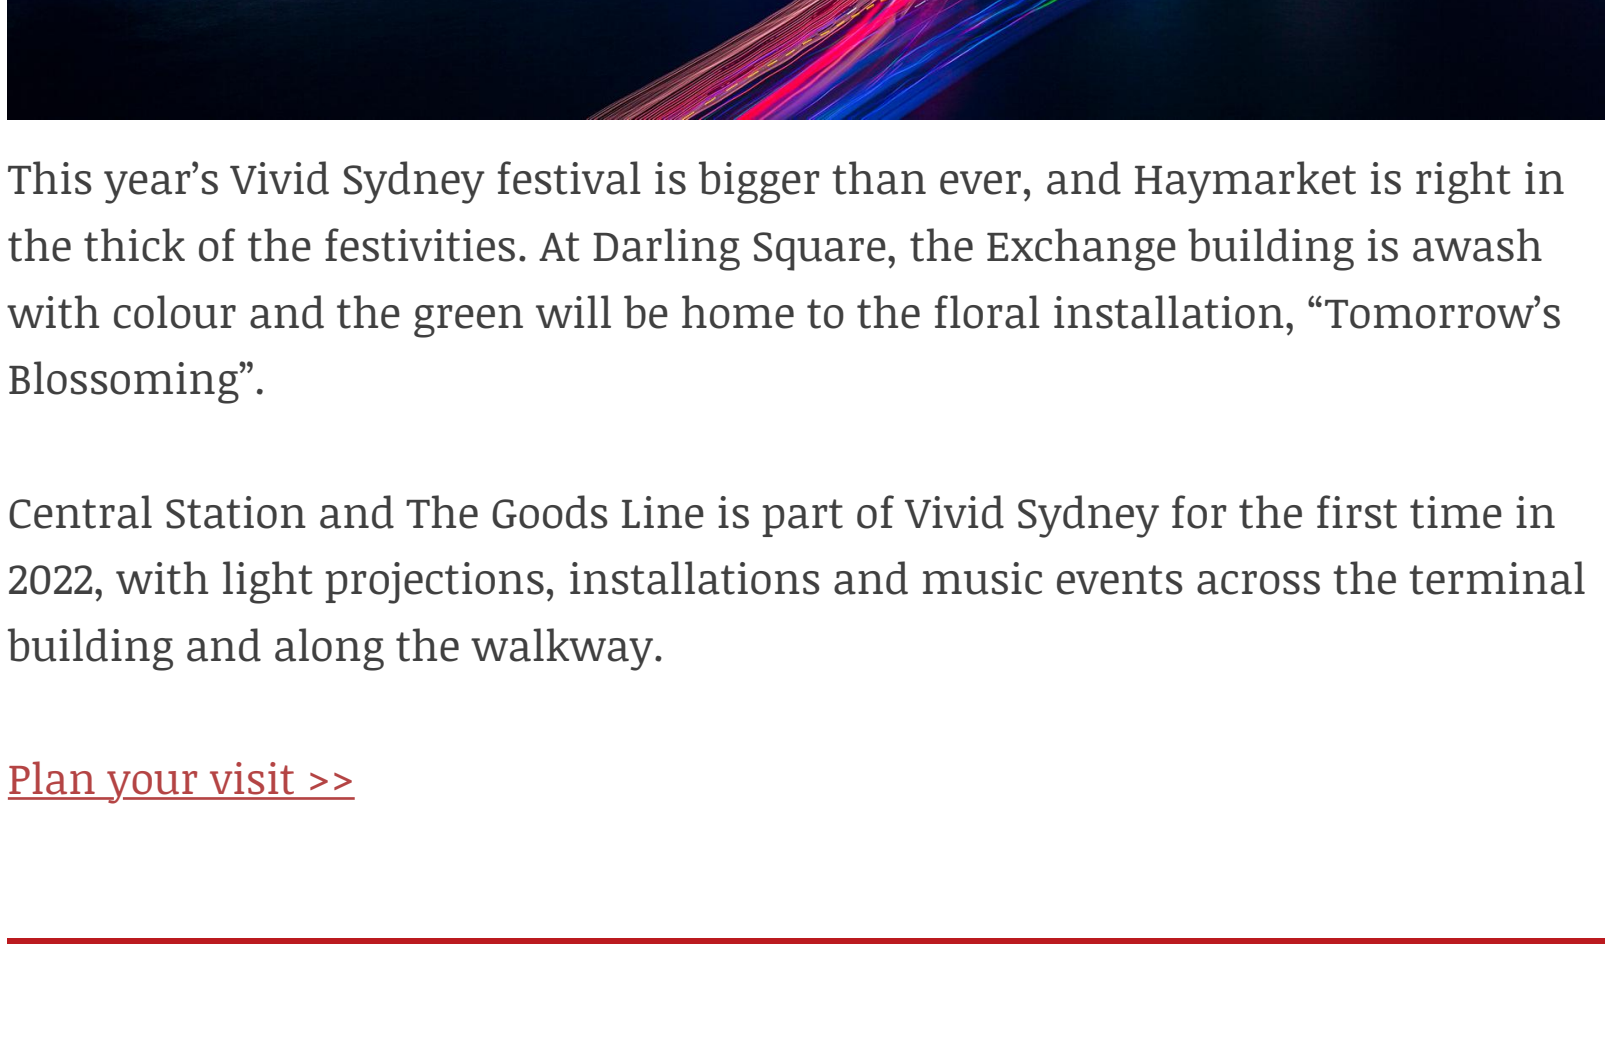 This year’s Vivid Sydney festival is bigger than ever, and Haymarket is right in
the thick of the festivities. At Darling Square, the Exchange building is awash
with colour and the green will be home to the floral installation, “Tomorrow’s
Blossoming”.
Central Station and The Goods Line is part of Vivid Sydney for the first time in
2022, with light projections, installations and music events across the terminal
building and along the walkway.
Plan your visit >>